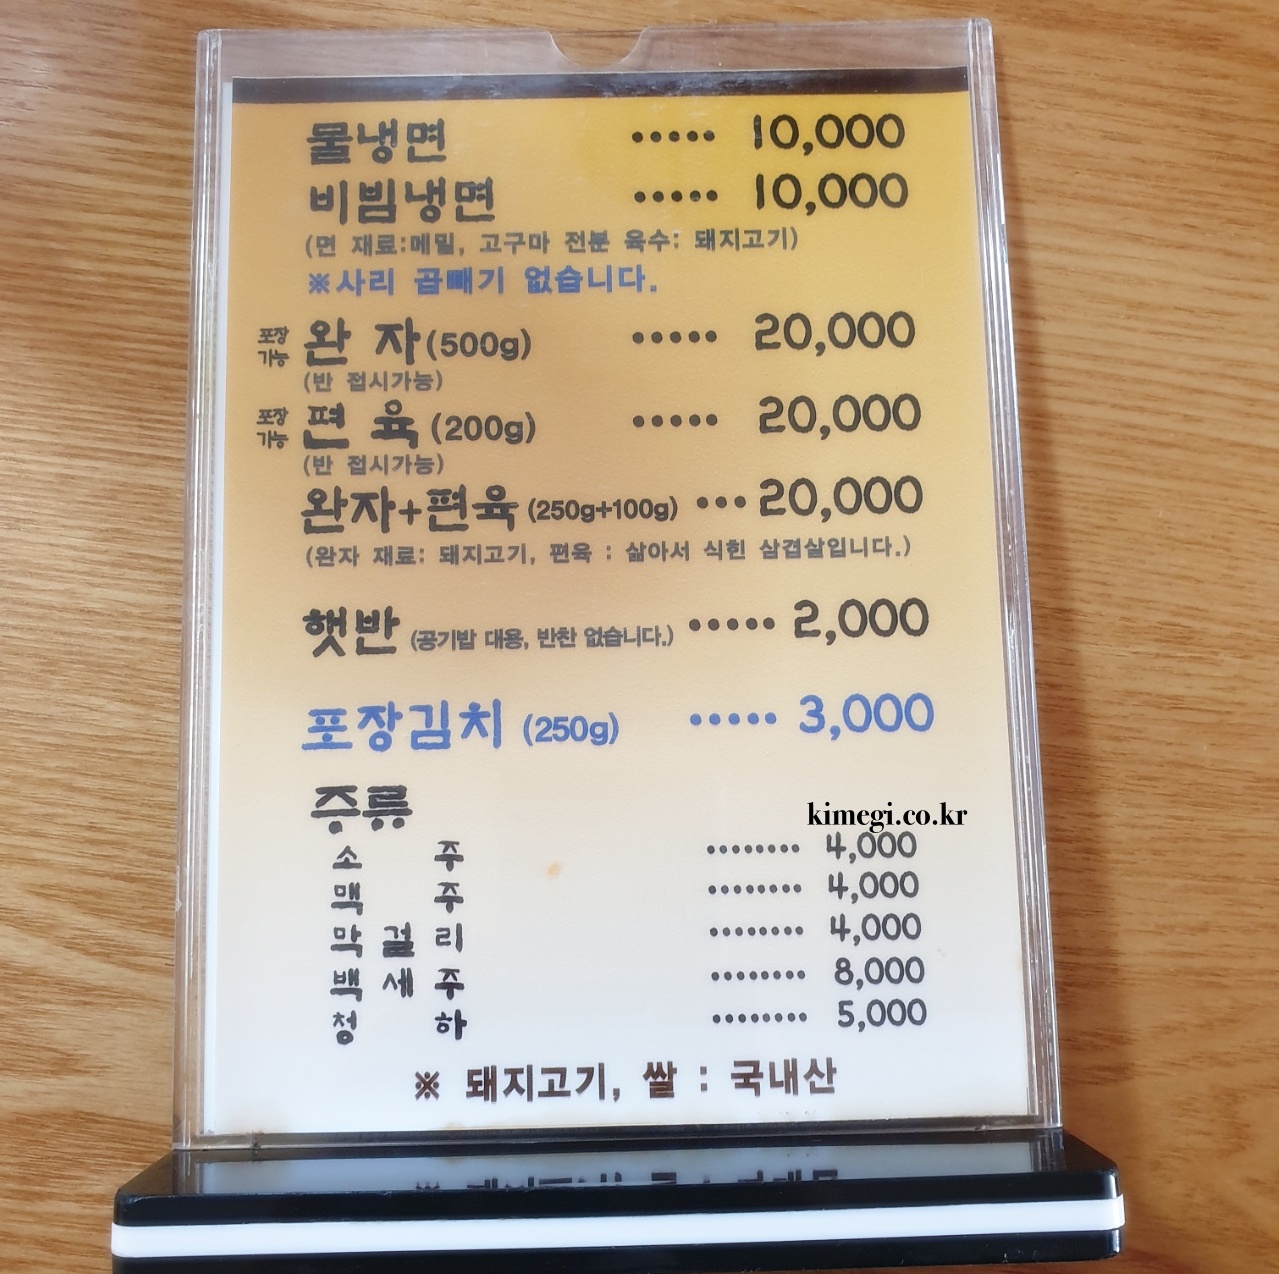 물냉면 ····· 10,000
비빔냉면 ····· 10,000
(면 재료:메밀, 고구마 전분 육수: 돼지고기)
※사리 곱빼기 없습니다.
포장 가능 완 자(500g) ····· 20,000
(반 접시가능)
포장 가능 편 육 (200g) ····· 20,000
(반 접시가능)
완자+편육 (250g+100g) ··· 20,000
(완자 재료: 돼지고기, 편육 : 삶아서 식힌 삼겹살입니다.)
햇반 (공기밥 대용, 반찬 없습니다.) ····· 2,000
포장김치 (250g) ····· 3,000
주류
kimegi.co.kr
소 주 ········ 4,000
맥 주 ········ 4,000
막 걸 리 ········ 4,000
백 세 주 ········ 8,000
청 하 ········ 5,000
※ 돼지고기, 쌀 : 국내산